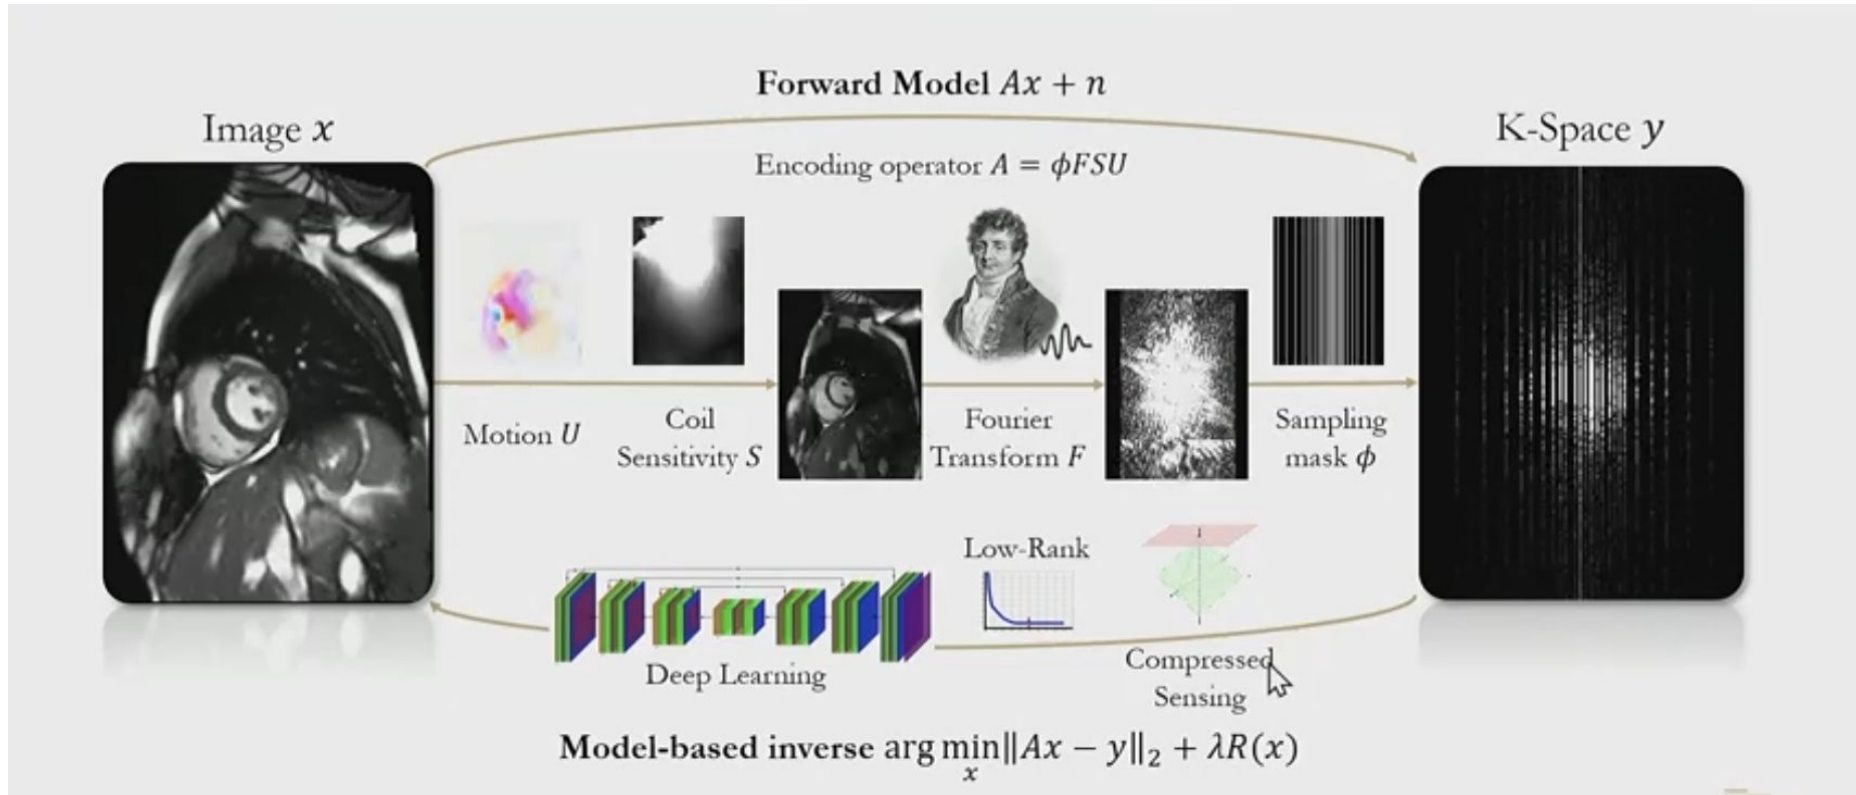 Forward Model Ax + n
Image x
K-Space y
Encoding operator A = ϕFSU
Motion U
Coil
Sensitivity S
Fourier
Transform F
Sampling
mask ϕ
Low-Rank
Deep Learning
Compressed
Sensing
Model-based inverse arg min‖Ax − y‖₂ + λR(x)
x